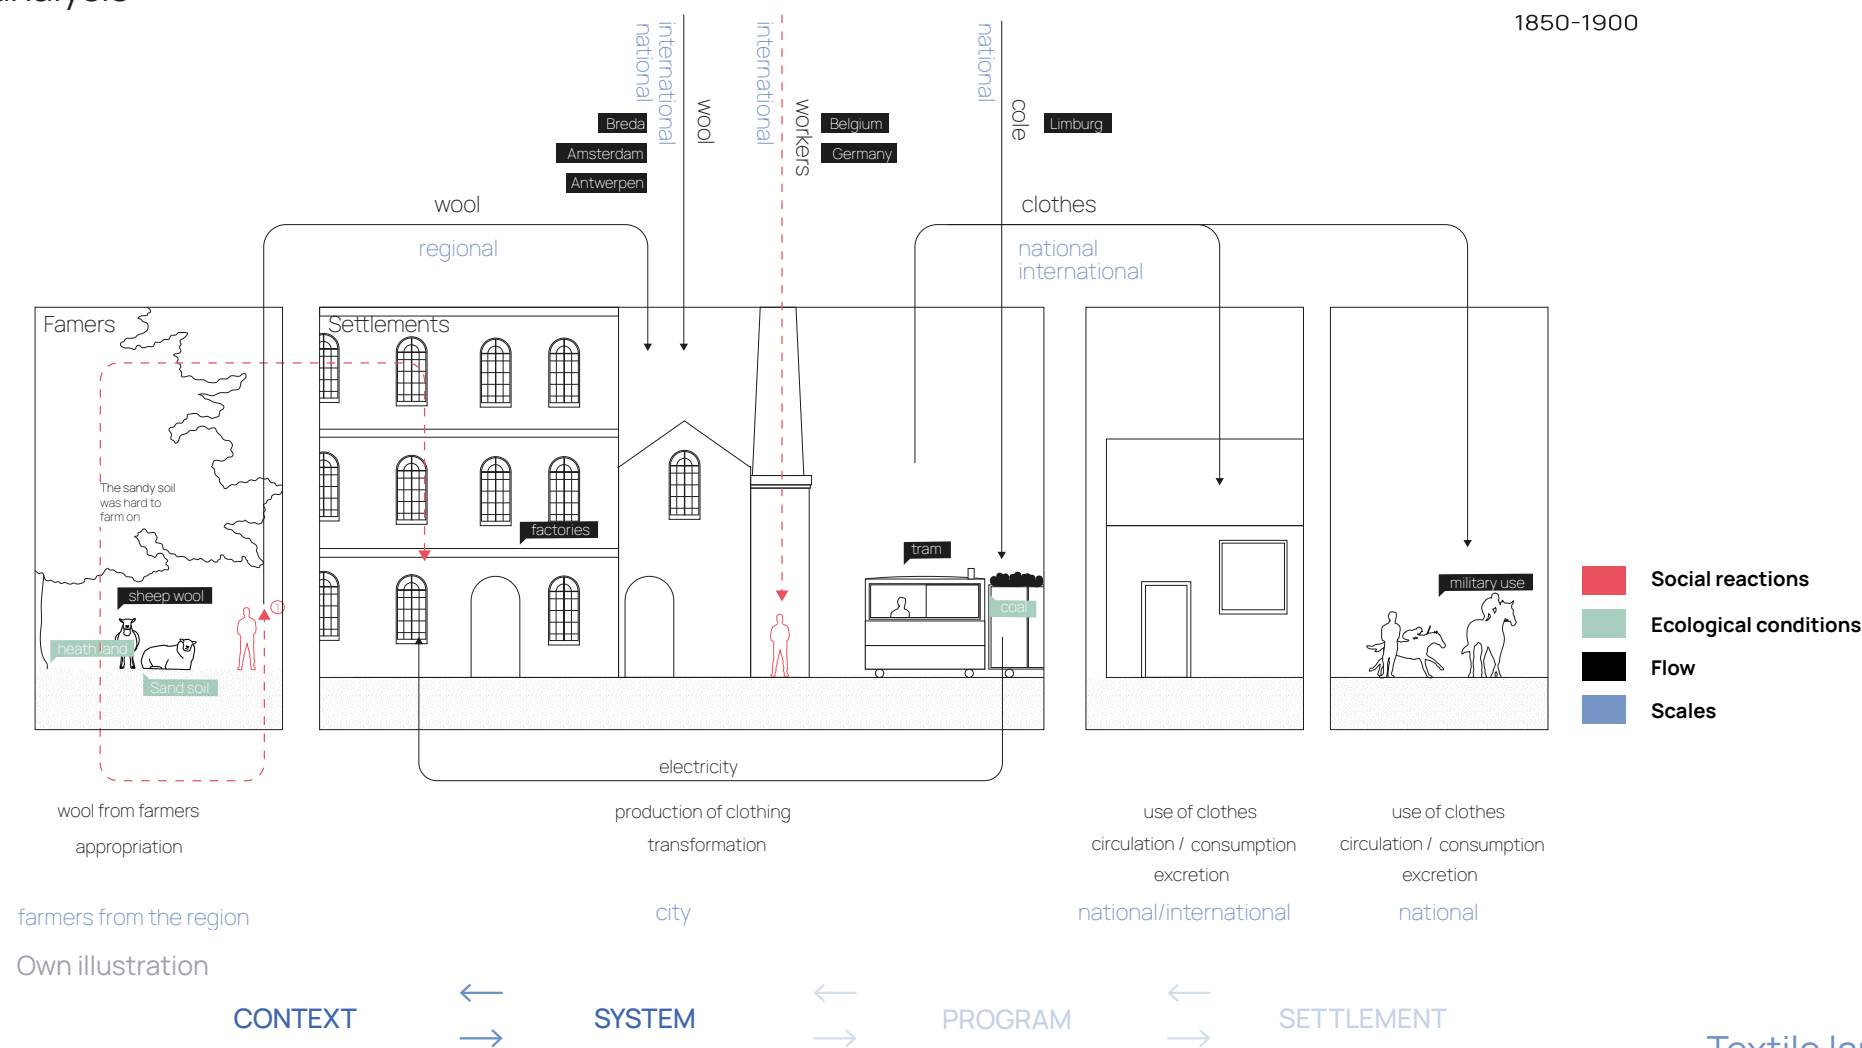 analysis
1850-1900
national
international
wool
international
workers
national
cole
Breda
Amsterdam
Antwerpen
Belgium
Germany
Limburg
wool
regional
clothes
national
international
Famers
Settlements
The sandy soil
was hard to
farm on
factories
tram
sheep wool
1
coal
military use
heath land
Sand soil
Social reactions
Ecological conditions
Flow
Scales
electricity
wool from farmers
appropriation
production of clothing
transformation
use of clothes
circulation / consumption
excretion
use of clothes
circulation / consumption
excretion
farmers from the region
city
national/international
national
Own illustration
CONTEXT
SYSTEM
PROGRAM
SETTLEMENT
Textile